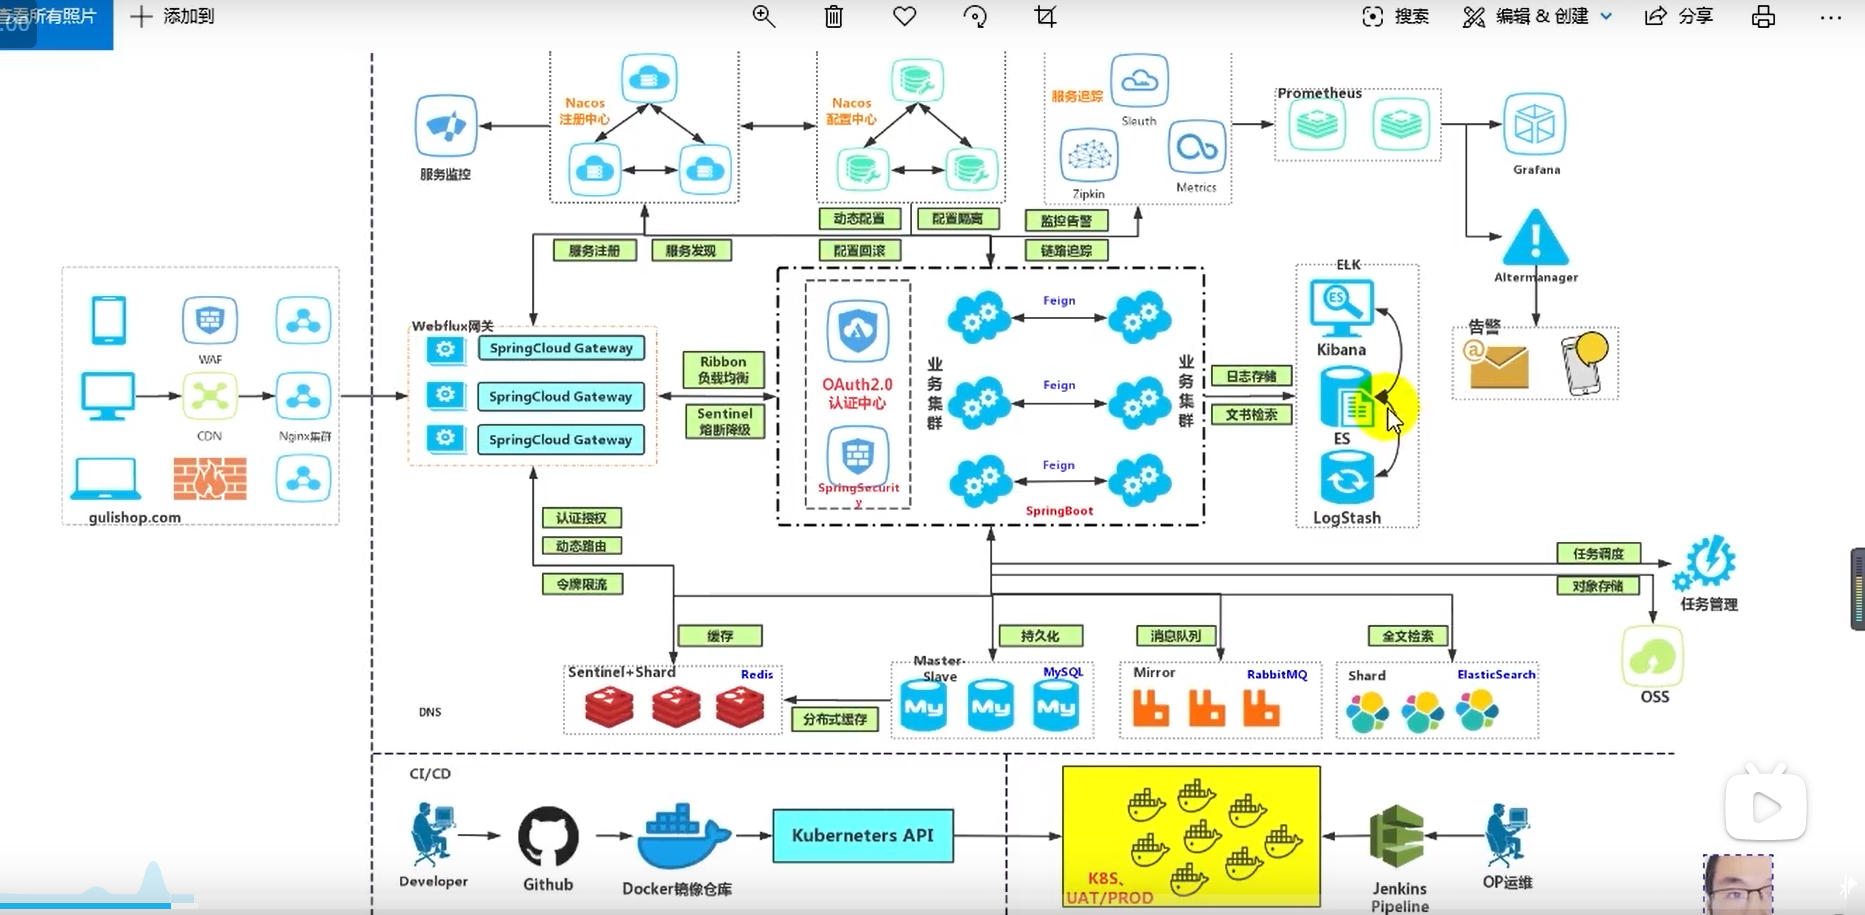 查看所有照片
添加到
搜索
编辑 & 创建
分享
Nacos
注册中心
Nacos
配置中心
服务追踪
Sleuth
Zipkin
Metrics
Prometheus
Grafana
服务监控
动态配置
配置隔离
监控告警
服务注册
服务发现
配置回滚
链路追踪
Altermanager
告警
WAF
CDN
Nginx集群
gulishop.com
Webflux网关
SpringCloud Gateway
SpringCloud Gateway
SpringCloud Gateway
Ribbon
负载均衡
Sentinel
熔断降级
OAuth2.0
认证中心
SpringSecurit
y
业务集群
Feign
Feign
Feign
业务集群
SpringBoot
日志存储
文书检索
ELK
ES
Kibana
ES
LogStash
认证授权
动态路由
令牌限流
任务调度
对象存储
任务管理
OSS
缓存
持久化
消息队列
全文检索
Sentinel+Shard
Redis
分布式缓存
Master-
Slave
MySQL
My
My
My
Mirror
RabbitMQ
Shard
ElasticSearch
DNS
CI/CD
Developer
Github
Docker镜像仓库
Kuberneters API
K8S、
UAT/PROD
Jenkins
Pipeline
OP运维